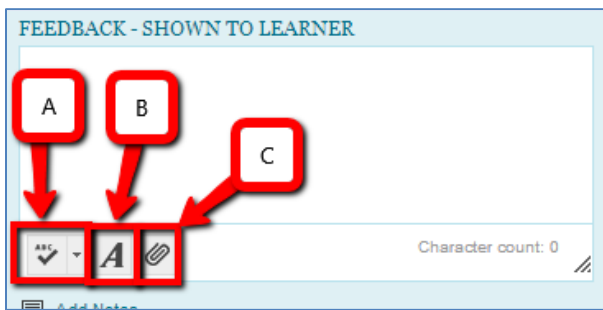 FEEDBACK - SHOWN TO LEARNER
A
B
C
ABC
A
Character count: 0
Add Notes